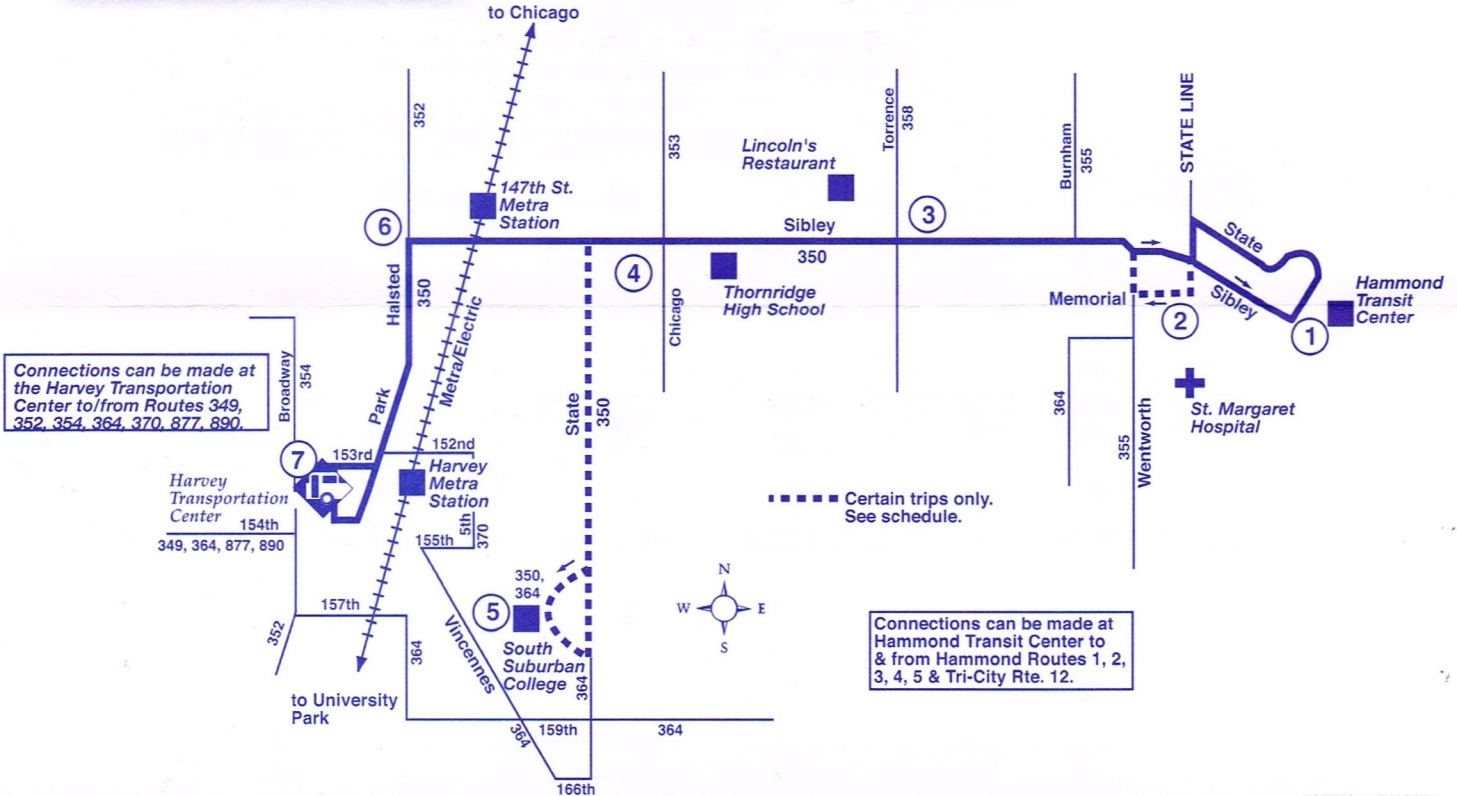 to Chicago
352
353
Torrence
358
Burnham
355
STATE LINE
147th St.
Metra
Station
Lincoln's
Restaurant
6
3
Sibley
350
4
Thornridge
High School
State
Sibley
Hammond
Transit
Center
1
2
Memorial
Halsted
350
Metra/Electric
Chicago
St. Margaret
Hospital
Connections can be made at
the Harvey Transportation
Center to/from Routes 349,
352, 354, 364, 370, 877, 890.
Broadway
354
Park
State
350
364
355
Wentworth
7
153rd
152nd
Harvey
Metra
Station
Harvey
Transportation
Center
154th
349, 364, 877, 890
5th
370
155th
Certain trips only.
See schedule.
350,
364
5
South
Suburban
College
364
N
W
E
S
157th
352
364
Vincennes
to University
Park
364
159th
364
166th
Connections can be made at
Hammond Transit Center to
& from Hammond Routes 1, 2,
3, 4, 5 & Tri-City Rte. 12.